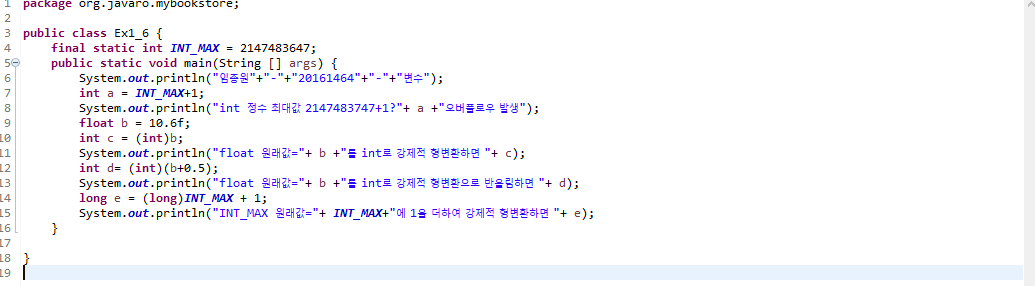 1 package org.javaro.mybookstore;
2
3 public class Ex1_6 {
4     final static int INT_MAX = 2147483647;
5     public static void main(String [] args) {
6         System.out.println("임종원"+"-"+"20161464"+"-"+"변수");
7         int a = INT_MAX+1;
8         System.out.println("int 정수 최대값 2147483747+1?"+ a +"오버플로우 발생");
9         float b = 10.6f;
10         int c = (int)b;
11         System.out.println("float 원래값="+ b +"를 int로 강제적 형변환하면 "+ c);
12         int d= (int)(b+0.5);
13         System.out.println("float 원래값="+ b +"를 int로 강제적 형변환으로 반올림하면 "+ d);
14         long e = (long)INT_MAX + 1;
15         System.out.println("INT_MAX 원래값="+ INT_MAX+"에 1을 더하여 강제적 형변환하면 "+ e);
16     }
17
18 }
19